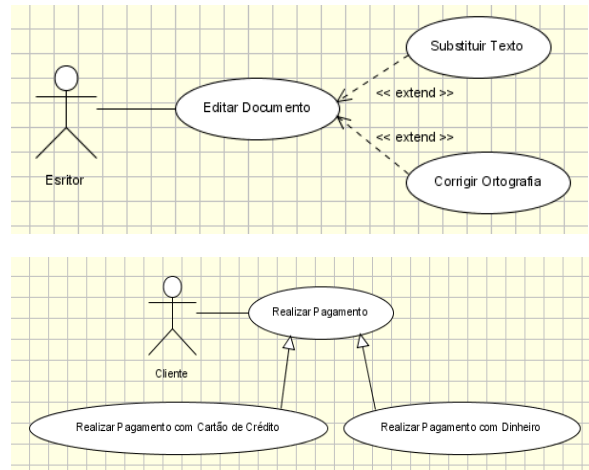 Substituir Texto
Editar Documento
<< extend >>
<< extend >>
Esritor
Corrigir Ortografia
Realizar Pagamento
Cliente
Realizar Pagamento com Cartão de Crédito
Realizar Pagamento com Dinheiro